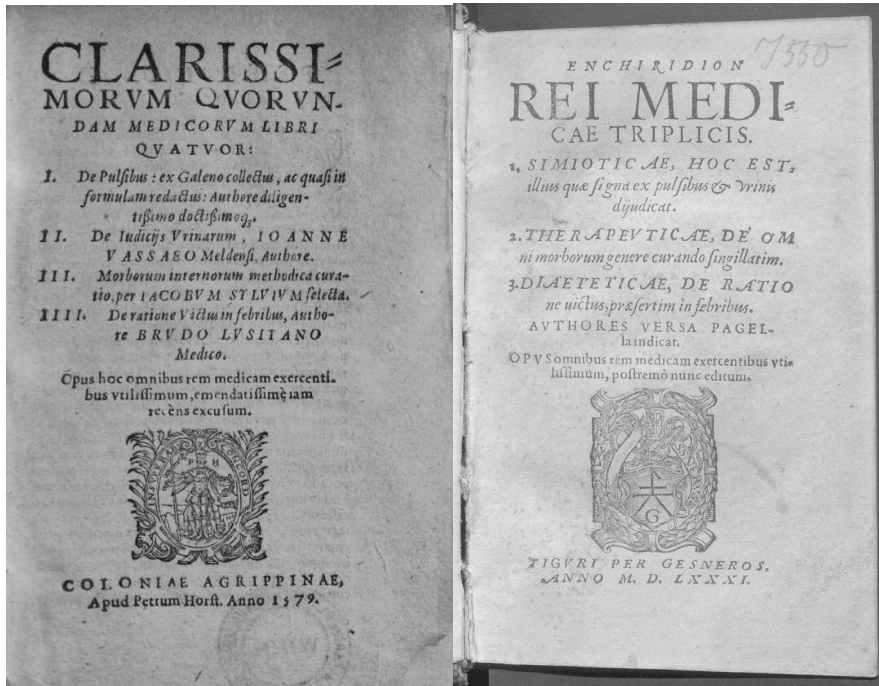 CLARISSI=
MORVM QVORVN-
DAM MEDICORVM LIBRI
QVATVOR:
I. De Pulsibus: ex Galeno collectus, ac quasi in
formulam redactus: Authore diligen-
tißimo doctißimoq́;.
II. De Iudicijs Vrinarum, IOANNE
VASSAEO Meldensi, Authore.
III. Morborum internorum methodica cura-
tio, per IACOBVM SYLVIVM selecta.
IIII. De ratione Victus in febribus, Autho-
re BRVDO LVSITANO
Medico.
Opus hoc omnibus rem medicam exercenti-
bus vtilissimum, emendatissimè iam
recèns excusum.
P H
CONCORD
COLONIAE AGRIPPINAE,
Apud Petrum Horst. Anno 1579.
ENCHIRIDION
REI MEDI=
CAE TRIPLICIS.
1. SIMIOTICAE, HOC EST,
illius quæ signa ex pulsibus & vrinis
dijudicat.
2. THERAPEVTICAE, DE OM
ni morborum genere curando singillatim.
3. DIAETETICAE, DE RATIO
ne uictus, præsertim in febribus.
AVTHORES VERSA PAGEL-
la indicat.
OPVS omnibus rem medicam exercentibus vti-
lissimum, postremò nunc editum.
G
TIGVRI PER GESNEROS.
ANNO M. D. LXXXI.